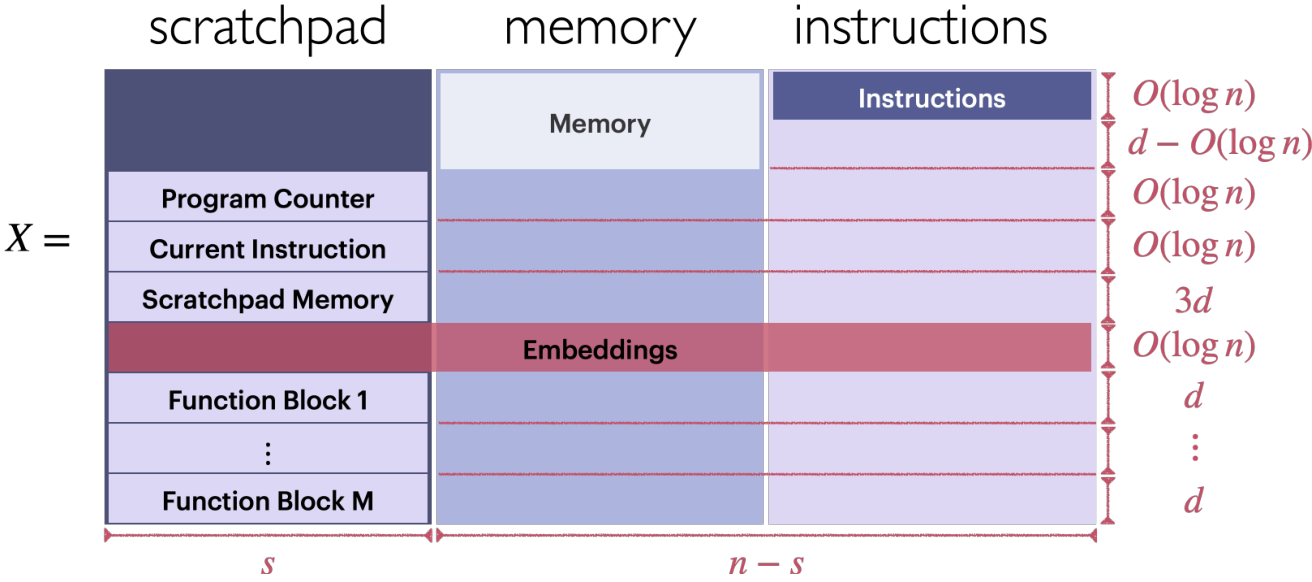 scratchpad memory instructions
Instructions O(log n)
Memory
d − O(log n)
Program Counter O(log n)
X =
Current Instruction O(log n)
Scratchpad Memory 3d
Embeddings O(log n)
Function Block 1 d
⋮ ⋮
Function Block M d
s n − s